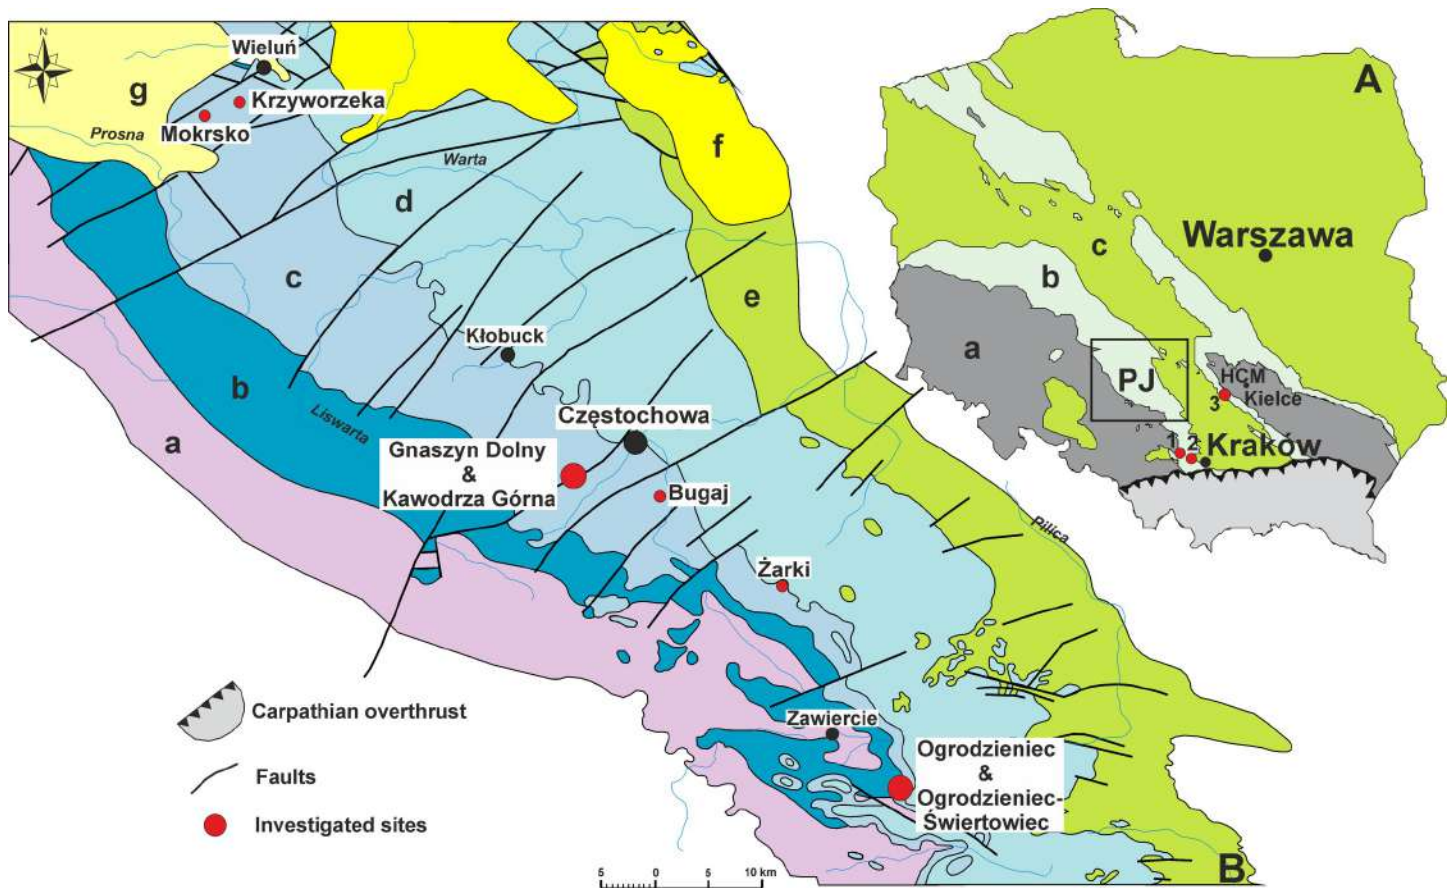 N
Wieluń
g
Krzyworzeka
Mokrsko
Prosna
Warta
f
d
c
e
Kłobuck
b
Liswarta
a
Częstochowa
Gnaszyn Dolny
&
Kawodrza Górna
Bugaj
Żarki
Pilica
Zawiercie
Ogrodzieniec
&
Ogrodzieniec-
Świertowiec
B
Carpathian overthrust
Faults
Investigated sites
5 0 5 10 km
A
Warszawa
c
b
a
PJ
HCM
Kielce
3
1
2
Kraków